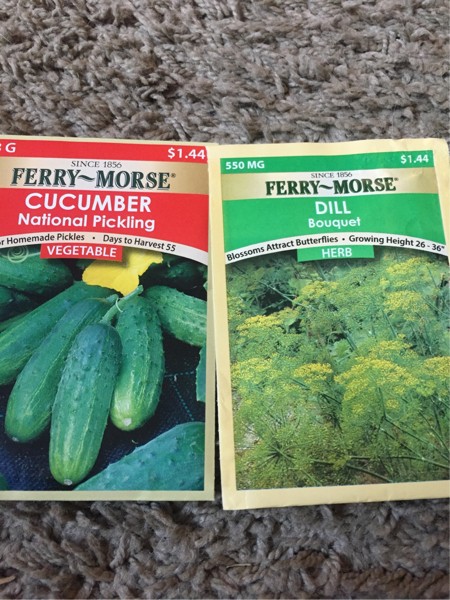 G $1.44
SINCE 1856
FERRY~MORSE®
CUCUMBER
National Pickling
Homemade Pickles • Days to Harvest 55
VEGETABLE
550 MG $1.44
SINCE 1856
FERRY~MORSE®
DILL
Bouquet
Blossoms Attract Butterflies • Growing Height 26 - 36"
HERB